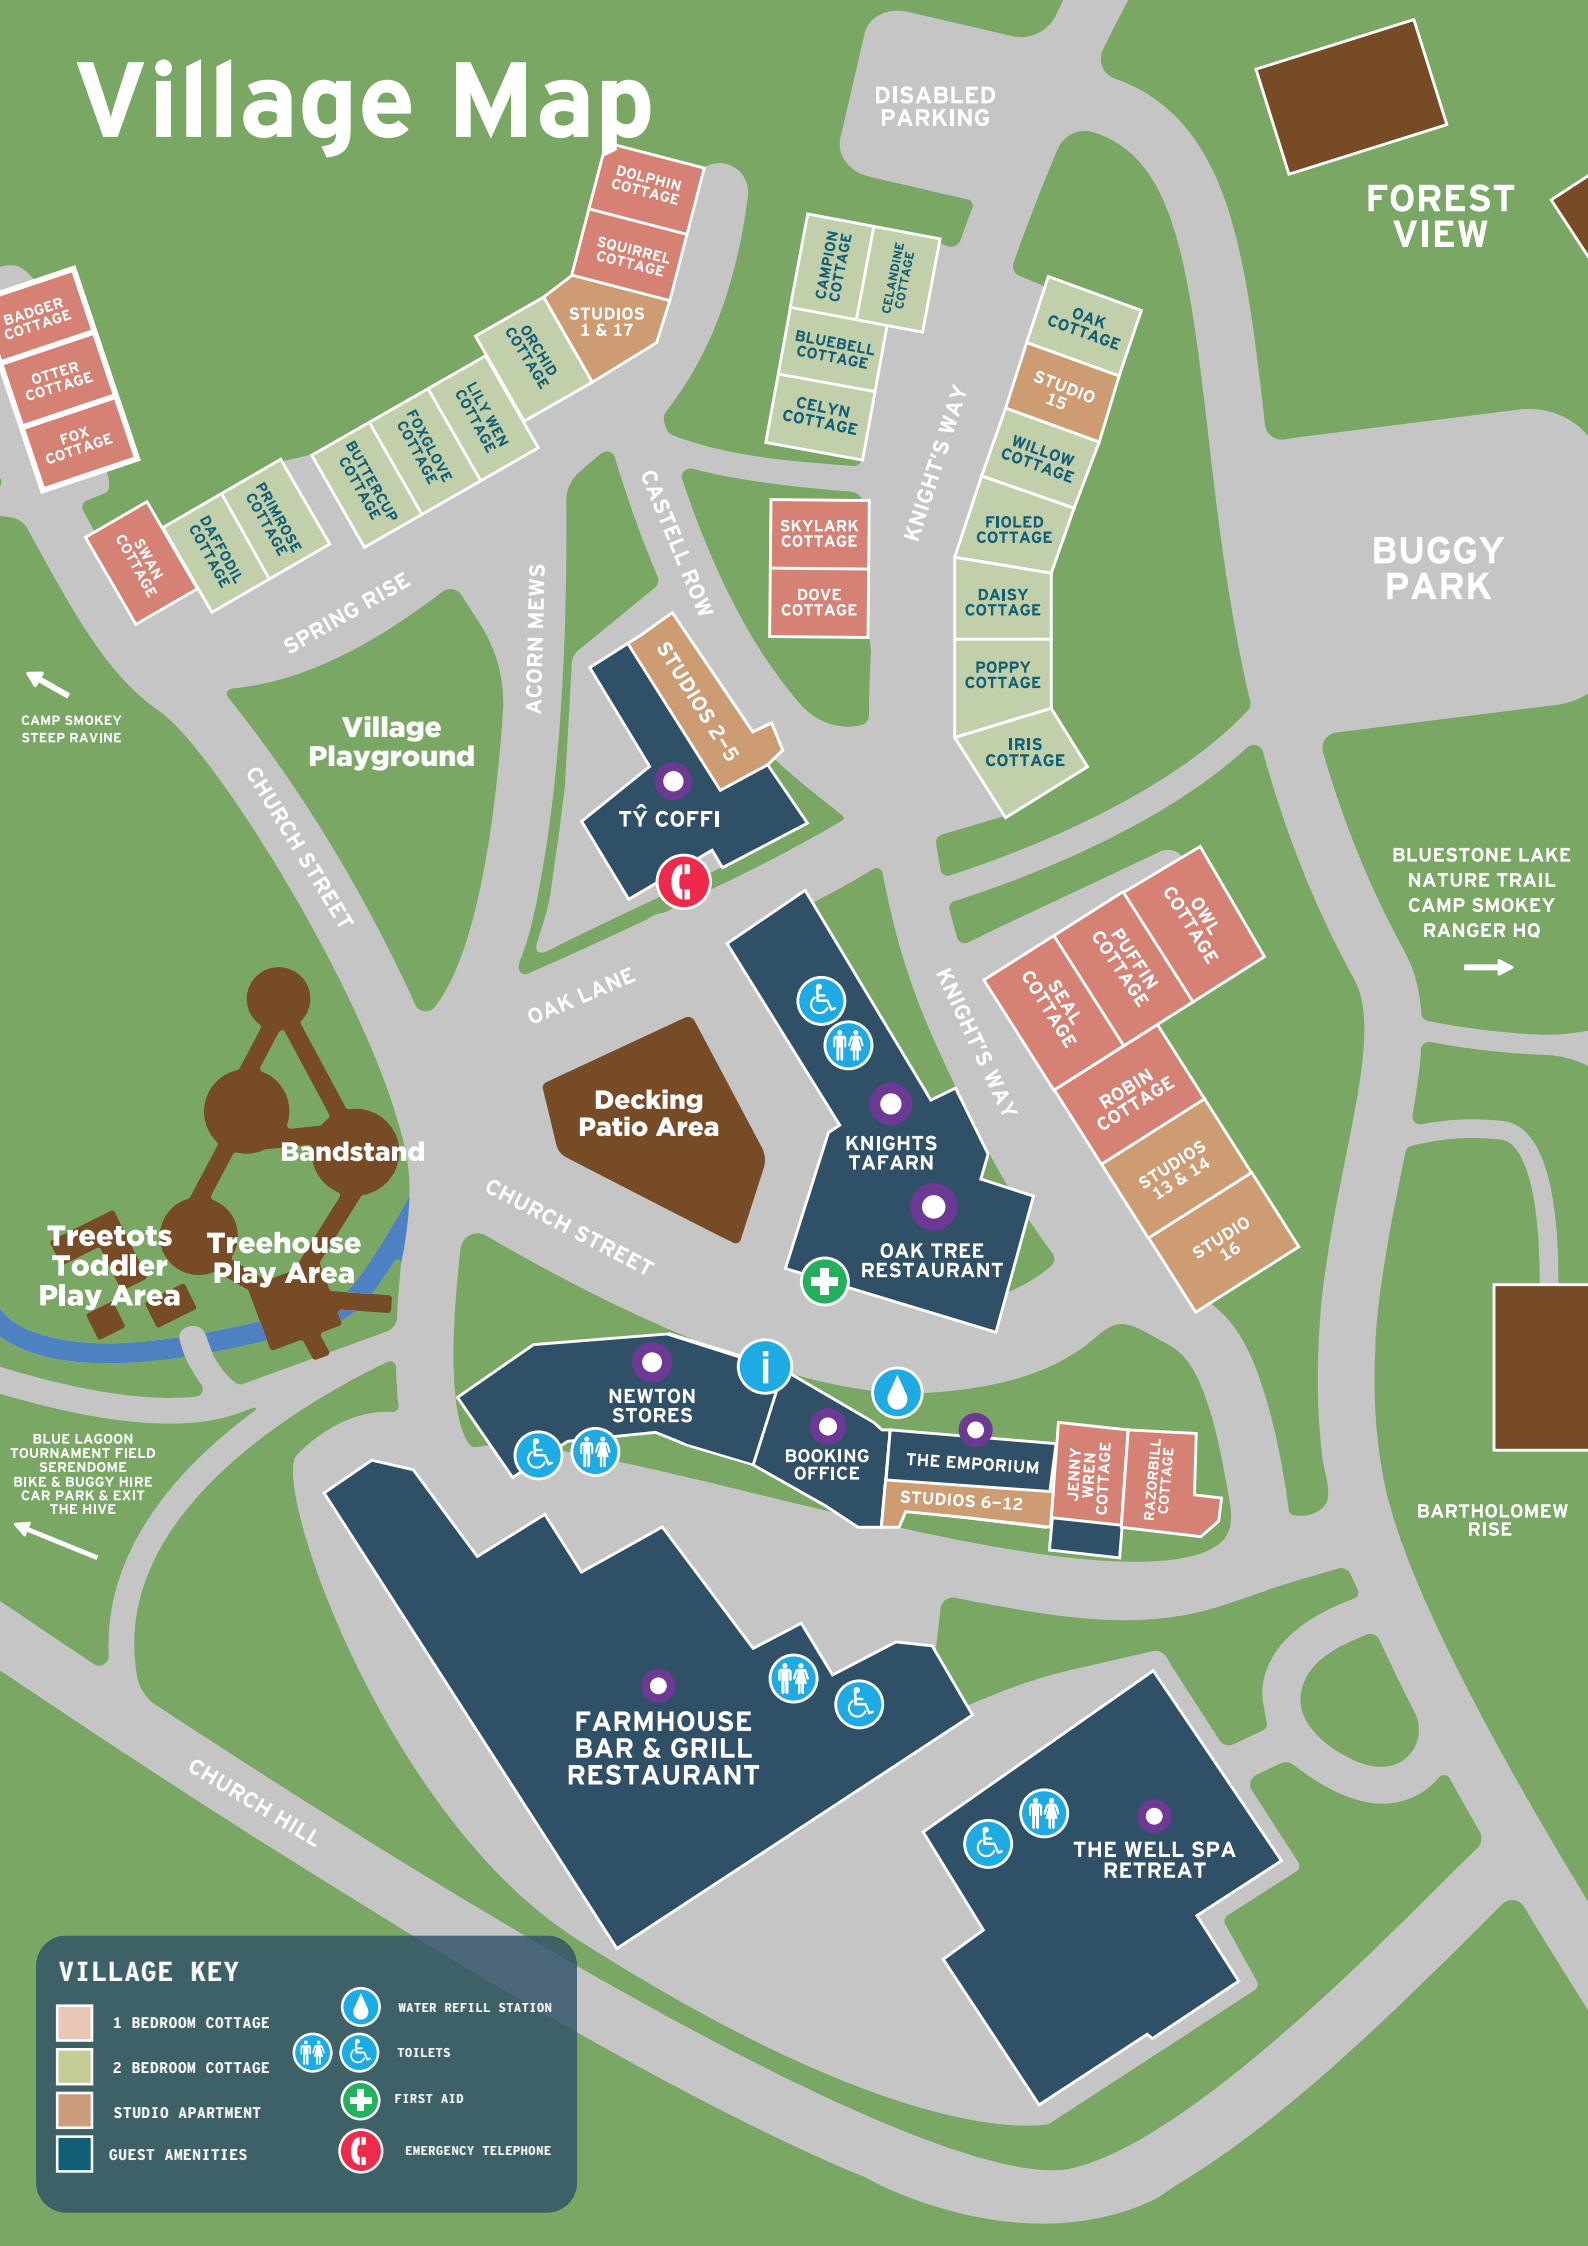 Village Map
DISABLED
PARKING
FOREST
VIEW
DOLPHIN
COTTAGE
SQUIRREL
COTTAGE
STUDIOS
1 & 17
ORCHID
COTTAGE
LILY WEN
COTTAGE
FOXGLOVE
COTTAGE
BUTTERCUP
COTTAGE
PRIMROSE
COTTAGE
DAFFODIL
COTTAGE
SWAN
COTTAGE
BADGER
COTTAGE
OTTER
COTTAGE
FOX
COTTAGE
CAMPION
COTTAGE
CELANDINE
COTTAGE
BLUEBELL
COTTAGE
CELYN
COTTAGE
SKYLARK
COTTAGE
DOVE
COTTAGE
KNIGHT'S WAY
OAK
COTTAGE
STUDIO
15
WILLOW
COTTAGE
FIOLED
COTTAGE
DAISY
COTTAGE
POPPY
COTTAGE
IRIS
COTTAGE
BUGGY
PARK
SPRING RISE
ACORN MEWS
CASTELL ROW
CAMP SMOKEY
STEEP RAVINE
Village
Playground
CHURCH STREET
STUDIOS 2-5
TŶ COFFI
BLUESTONE LAKE
NATURE TRAIL
CAMP SMOKEY
RANGER HQ
OWL
COTTAGE
PUFFIN
COTTAGE
SEAL
COTTAGE
ROBIN
COTTAGE
STUDIOS
13 & 14
STUDIO
16
KNIGHT'S WAY
OAK LANE
Decking
Patio Area
KNIGHTS
TAFARN
OAK TREE
RESTAURANT
CHURCH STREET
Bandstand
Treetots
Toddler
Play Area
Treehouse
Play Area
i
NEWTON
STORES
BOOKING
OFFICE
THE EMPORIUM
STUDIOS 6-12
JENNY
WREN
COTTAGE
RAZORBILL
COTTAGE
BLUE LAGOON
TOURNAMENT FIELD
SERENDOME
BIKE & BUGGY HIRE
CAR PARK & EXIT
THE HIVE
BARTHOLOMEW
RISE
FARMHOUSE
BAR & GRILL
RESTAURANT
CHURCH HILL
THE WELL SPA
RETREAT
VILLAGE KEY
1 BEDROOM COTTAGE
2 BEDROOM COTTAGE
STUDIO APARTMENT
GUEST AMENITIES
WATER REFILL STATION
TOILETS
FIRST AID
EMERGENCY TELEPHONE